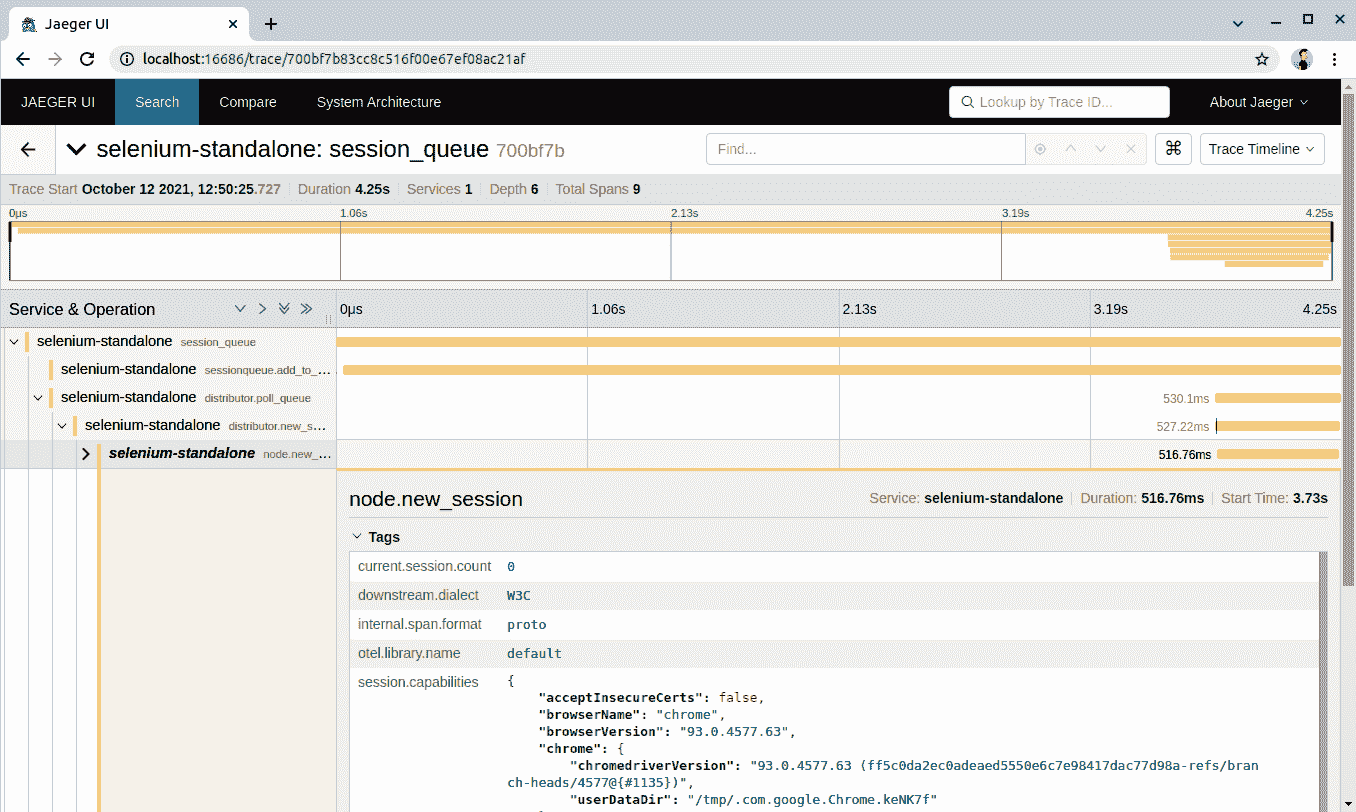 Jaeger UI
localhost:16686/trace/700bf7b83cc8c516f00e67ef08ac21af
JAEGER UI Search Compare System Architecture Lookup by Trace ID... About Jaeger
selenium-standalone: session_queue 700bf7b Find... ⌘ Trace Timeline
Trace Start October 12 2021, 12:50:25.727 Duration 4.25s Services 1 Depth 6 Total Spans 9
0μs 1.06s 2.13s 3.19s 4.25s
Service & Operation 0μs 1.06s 2.13s 3.19s 4.25s
selenium-standalone session_queue
selenium-standalone sessionqueue.add_to_...
selenium-standalone distributor.poll_queue 530.1ms
selenium-standalone distributor.new_s... 527.22ms
selenium-standalone node.new_... 516.76ms
node.new_session Service: selenium-standalone Duration: 516.76ms Start Time: 3.73s
Tags
current.session.count 0
downstream.dialect W3C
internal.span.format proto
otel.library.name default
session.capabilities {
"acceptInsecureCerts": false,
"browserName": "chrome",
"browserVersion": "93.0.4577.63",
"chrome": {
"chromedriverVersion": "93.0.4577.63 (ff5c0da2ec0adeaed5550e6c7e98417dac77d98a-refs/bran
ch-heads/4577@{#1135})",
"userDataDir": "/tmp/.com.google.Chrome.keNK7f"